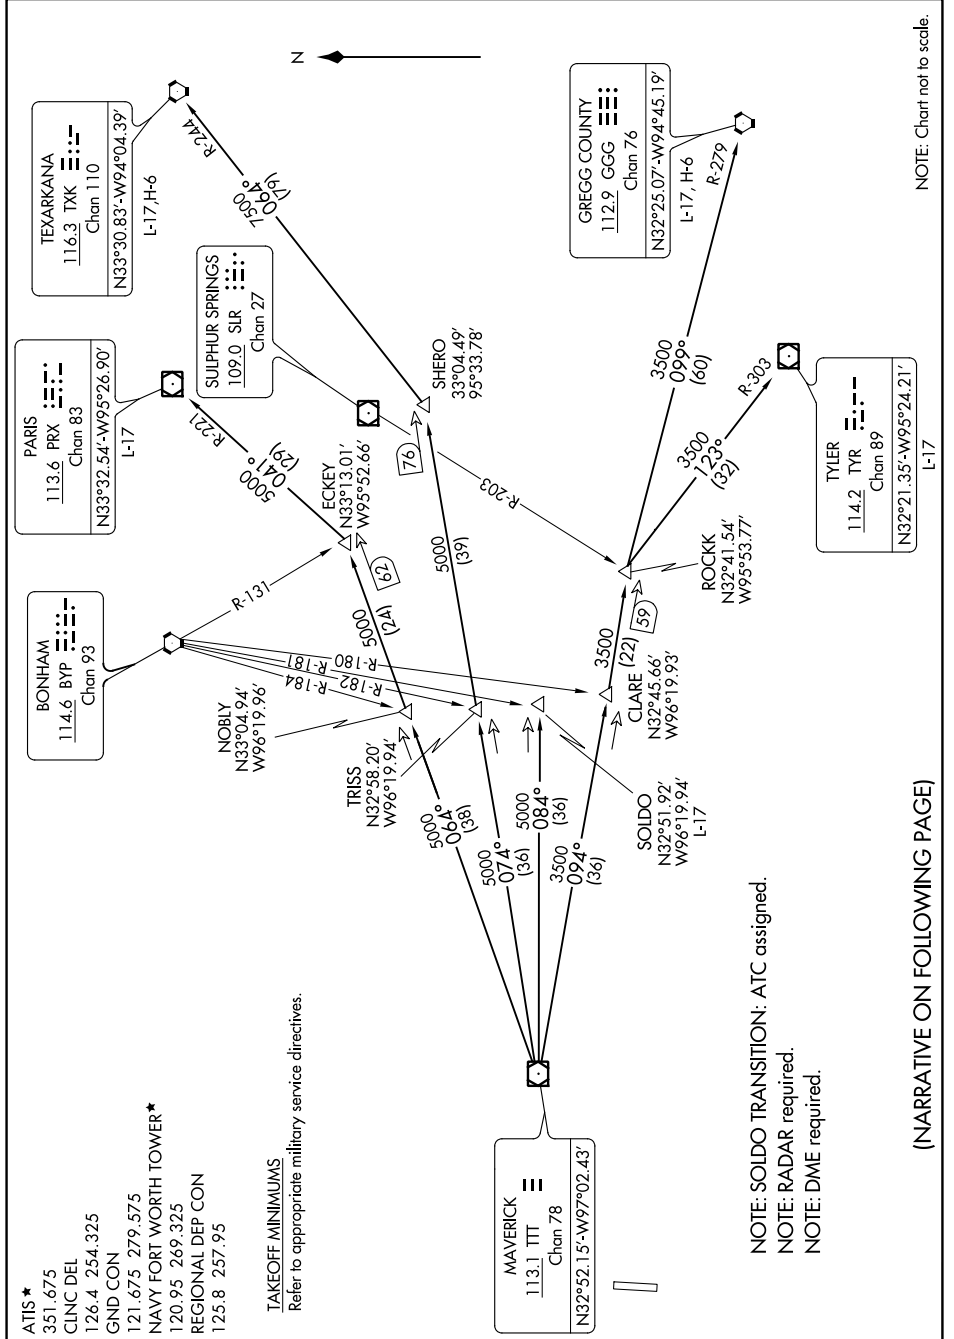 ATIS★
351.675
CLNC DEL
126.4 254.325
GND CON
121.675 279.575
NAVY FORT WORTH TOWER★
120.95 269.325
REGIONAL DEP CON
125.8 257.95
TAKEOFF MINIMUMS
Refer to appropriate military service directives.
BONHAM
114.6 BYP
Chan 93
PARIS
113.6 PRX
Chan 83
N33°32.54′-W95°26.90′
L-17
TEXARKANA
116.3 TXK
Chan 110
N33°30.83′-W94°04.39′
L-17,H-6
SULPHUR SPRINGS
109.0 SLR
Chan 27
N
R-244
7500
064°
(79)
R-221
5000
041°
(29)
R-131
ECKEY
N33°13.01′
W95°52.66′
62
5000
(24)
R-184
R-181
R-182
R-180
NOBLY
N33°04.94′
W96°19.96′
TRISS
N32°58.20′
W96°19.94′
SHERO
33°04.49′
95°33.78′
76
5000
(39)
R-203
5000
064°
(38)
5000
074°
(36)
5000
084°
(36)
3500
094°
(36)
SOLDO
N32°51.92′
W96°19.94′
L-17
CLARE
N32°45.66′
W96°19.93′
3500
(22)
59
ROCKK
N32°41.54′
W95°53.77′
3500
099°
(60)
R-279
3500
123°
(32)
R-303
GREGG COUNTY
112.9 GGG
Chan 76
N32°25.07′-W94°45.19′
L-17, H-6
TYLER
114.2 TYR
Chan 89
N32°21.35′-W95°24.21′
L-17
MAVERICK
113.1 TTT
Chan 78
N32°52.15′-W97°02.43′
NOTE: SOLDO TRANSITION: ATC assigned.
NOTE: RADAR required.
NOTE: DME required.
NOTE: Chart not to scale.
(NARRATIVE ON FOLLOWING PAGE)